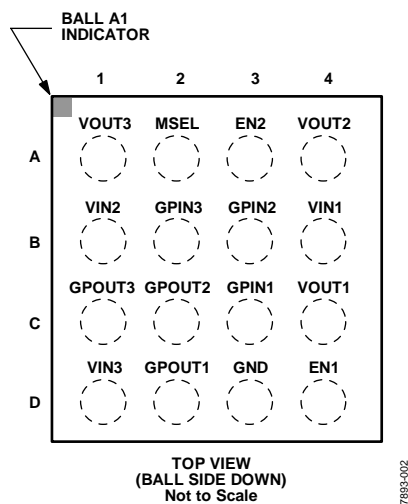 BALL A1
INDICATOR
1 2 3 4
VOUT3 MSEL EN2 VOUT2
A
VIN2 GPIN3 GPIN2 VIN1
B
GPOUT3 GPOUT2 GPIN1 VOUT1
C
VIN3 GPOUT1 GND EN1
D
TOP VIEW
(BALL SIDE DOWN)
Not to Scale
7893-002